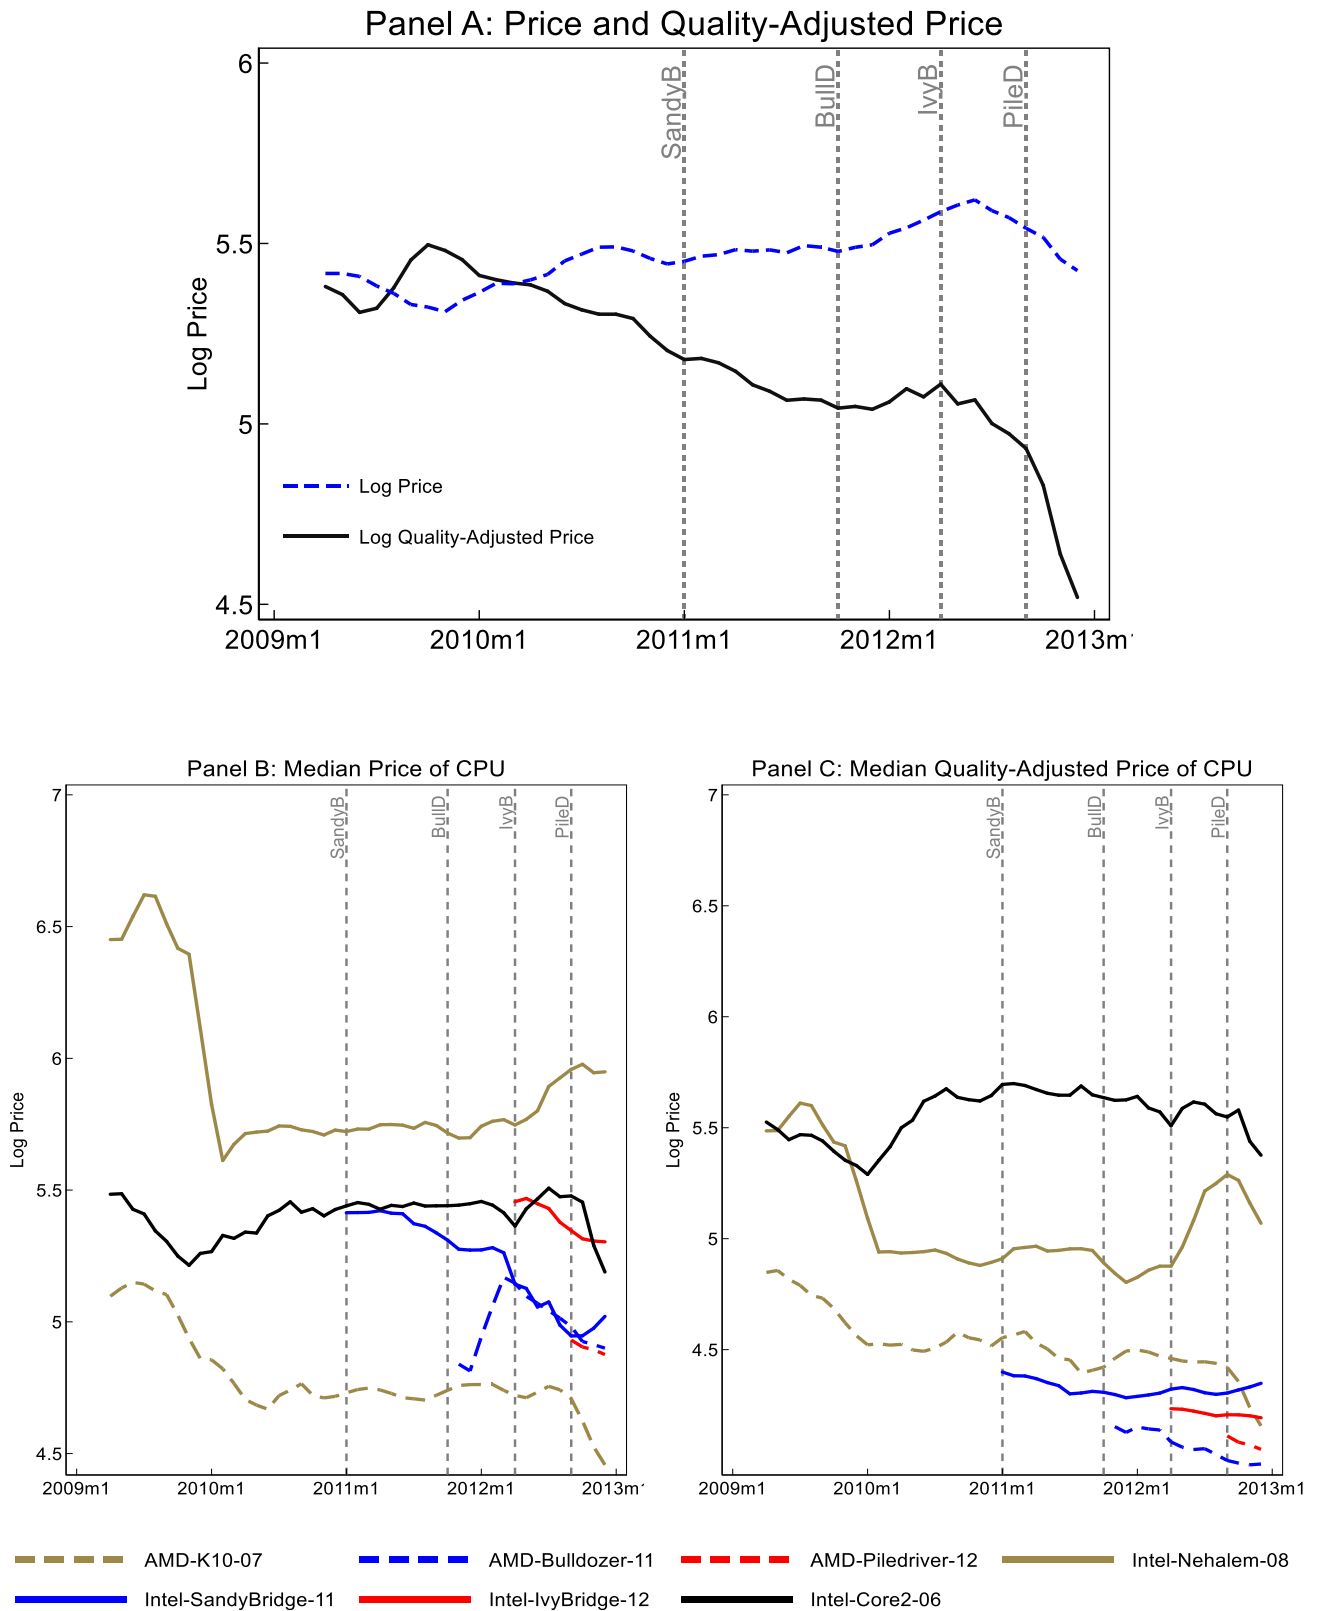 Panel A: Price and Quality-Adjusted Price
6
5.5
5
4.5
Log Price
SandyB
BullD
IvyB
PileD
Log Price
Log Quality-Adjusted Price
2009m1
2010m1
2011m1
2012m1
2013m1
Panel B: Median Price of CPU
7
6.5
6
5.5
5
4.5
Log Price
SandyB
BullD
IvyB
PileD
2009m1
2010m1
2011m1
2012m1
2013m1
Panel C: Median Quality-Adjusted Price of CPU
7
6.5
6
5.5
5
4.5
Log Price
SandyB
BullD
IvyB
PileD
2009m1
2010m1
2011m1
2012m1
2013m1
AMD-K10-07
AMD-Bulldozer-11
AMD-Piledriver-12
Intel-Nehalem-08
Intel-SandyBridge-11
Intel-IvyBridge-12
Intel-Core2-06